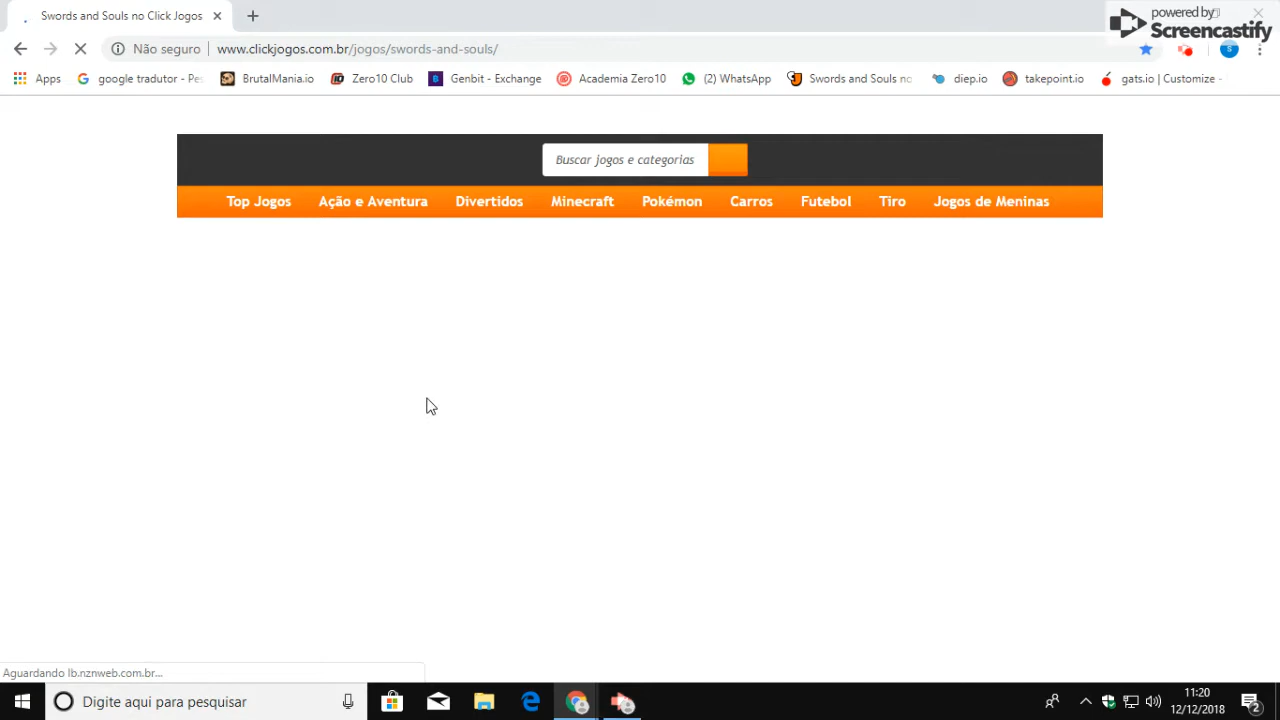 Swords and Souls no Click Jogos
powered by
Screencastify
Não seguro www.clickjogos.com.br/jogos/swords-and-souls/
S
Apps google tradutor - Pes BrutalMania.io Zero10 Club Genbit - Exchange Academia Zero10 (2) WhatsApp Swords and Souls no diep.io takepoint.io gats.io | Customize -
Buscar jogos e categorias
Top Jogos Ação e Aventura Divertidos Minecraft Pokémon Carros Futebol Tiro Jogos de Meninas
Aguardando lb.nznweb.com.br...
Digite aqui para pesquisar
11:20
12/12/2018
2